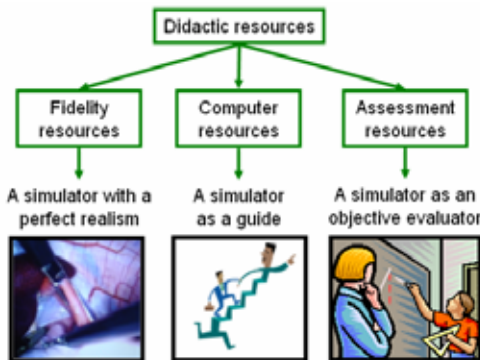 Didactic resources
Fidelity
resources
Computer
resources
Assessment
resources
A simulator with a
perfect realism
A simulator
as a guide
A simulator as an
objective evaluator